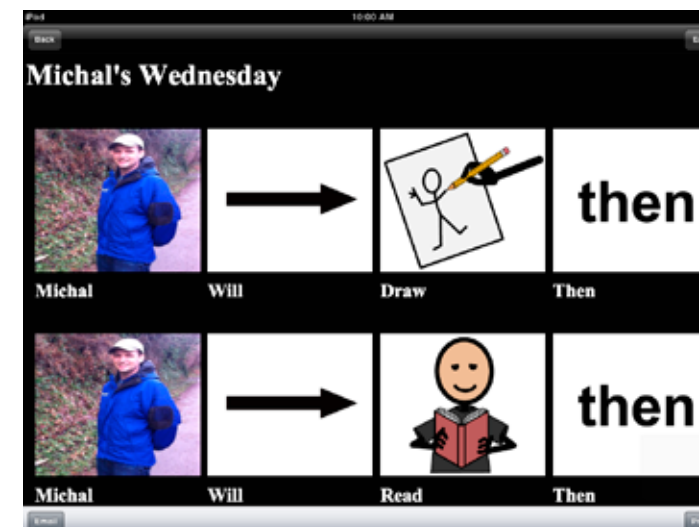 iPod 10:00 AM
Back
Michal's Wednesday
then
Michal Will Draw Then
then
Michal Will Read Then
Email